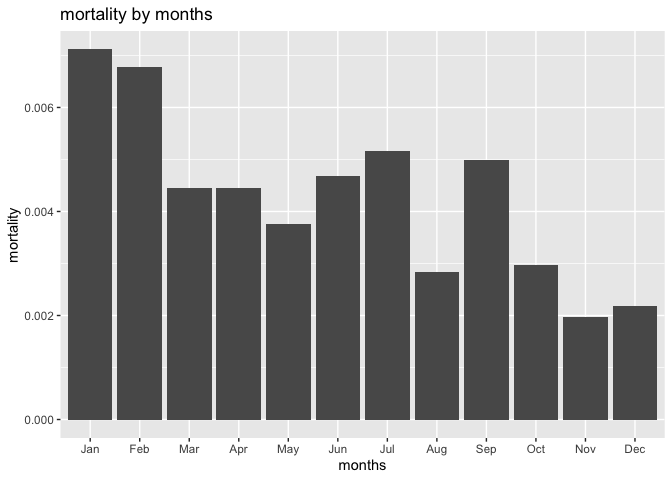 mortality by months
mortality
0.006
0.004
0.002
0.000
Jan Feb Mar Apr May Jun Jul Aug Sep Oct Nov Dec
months